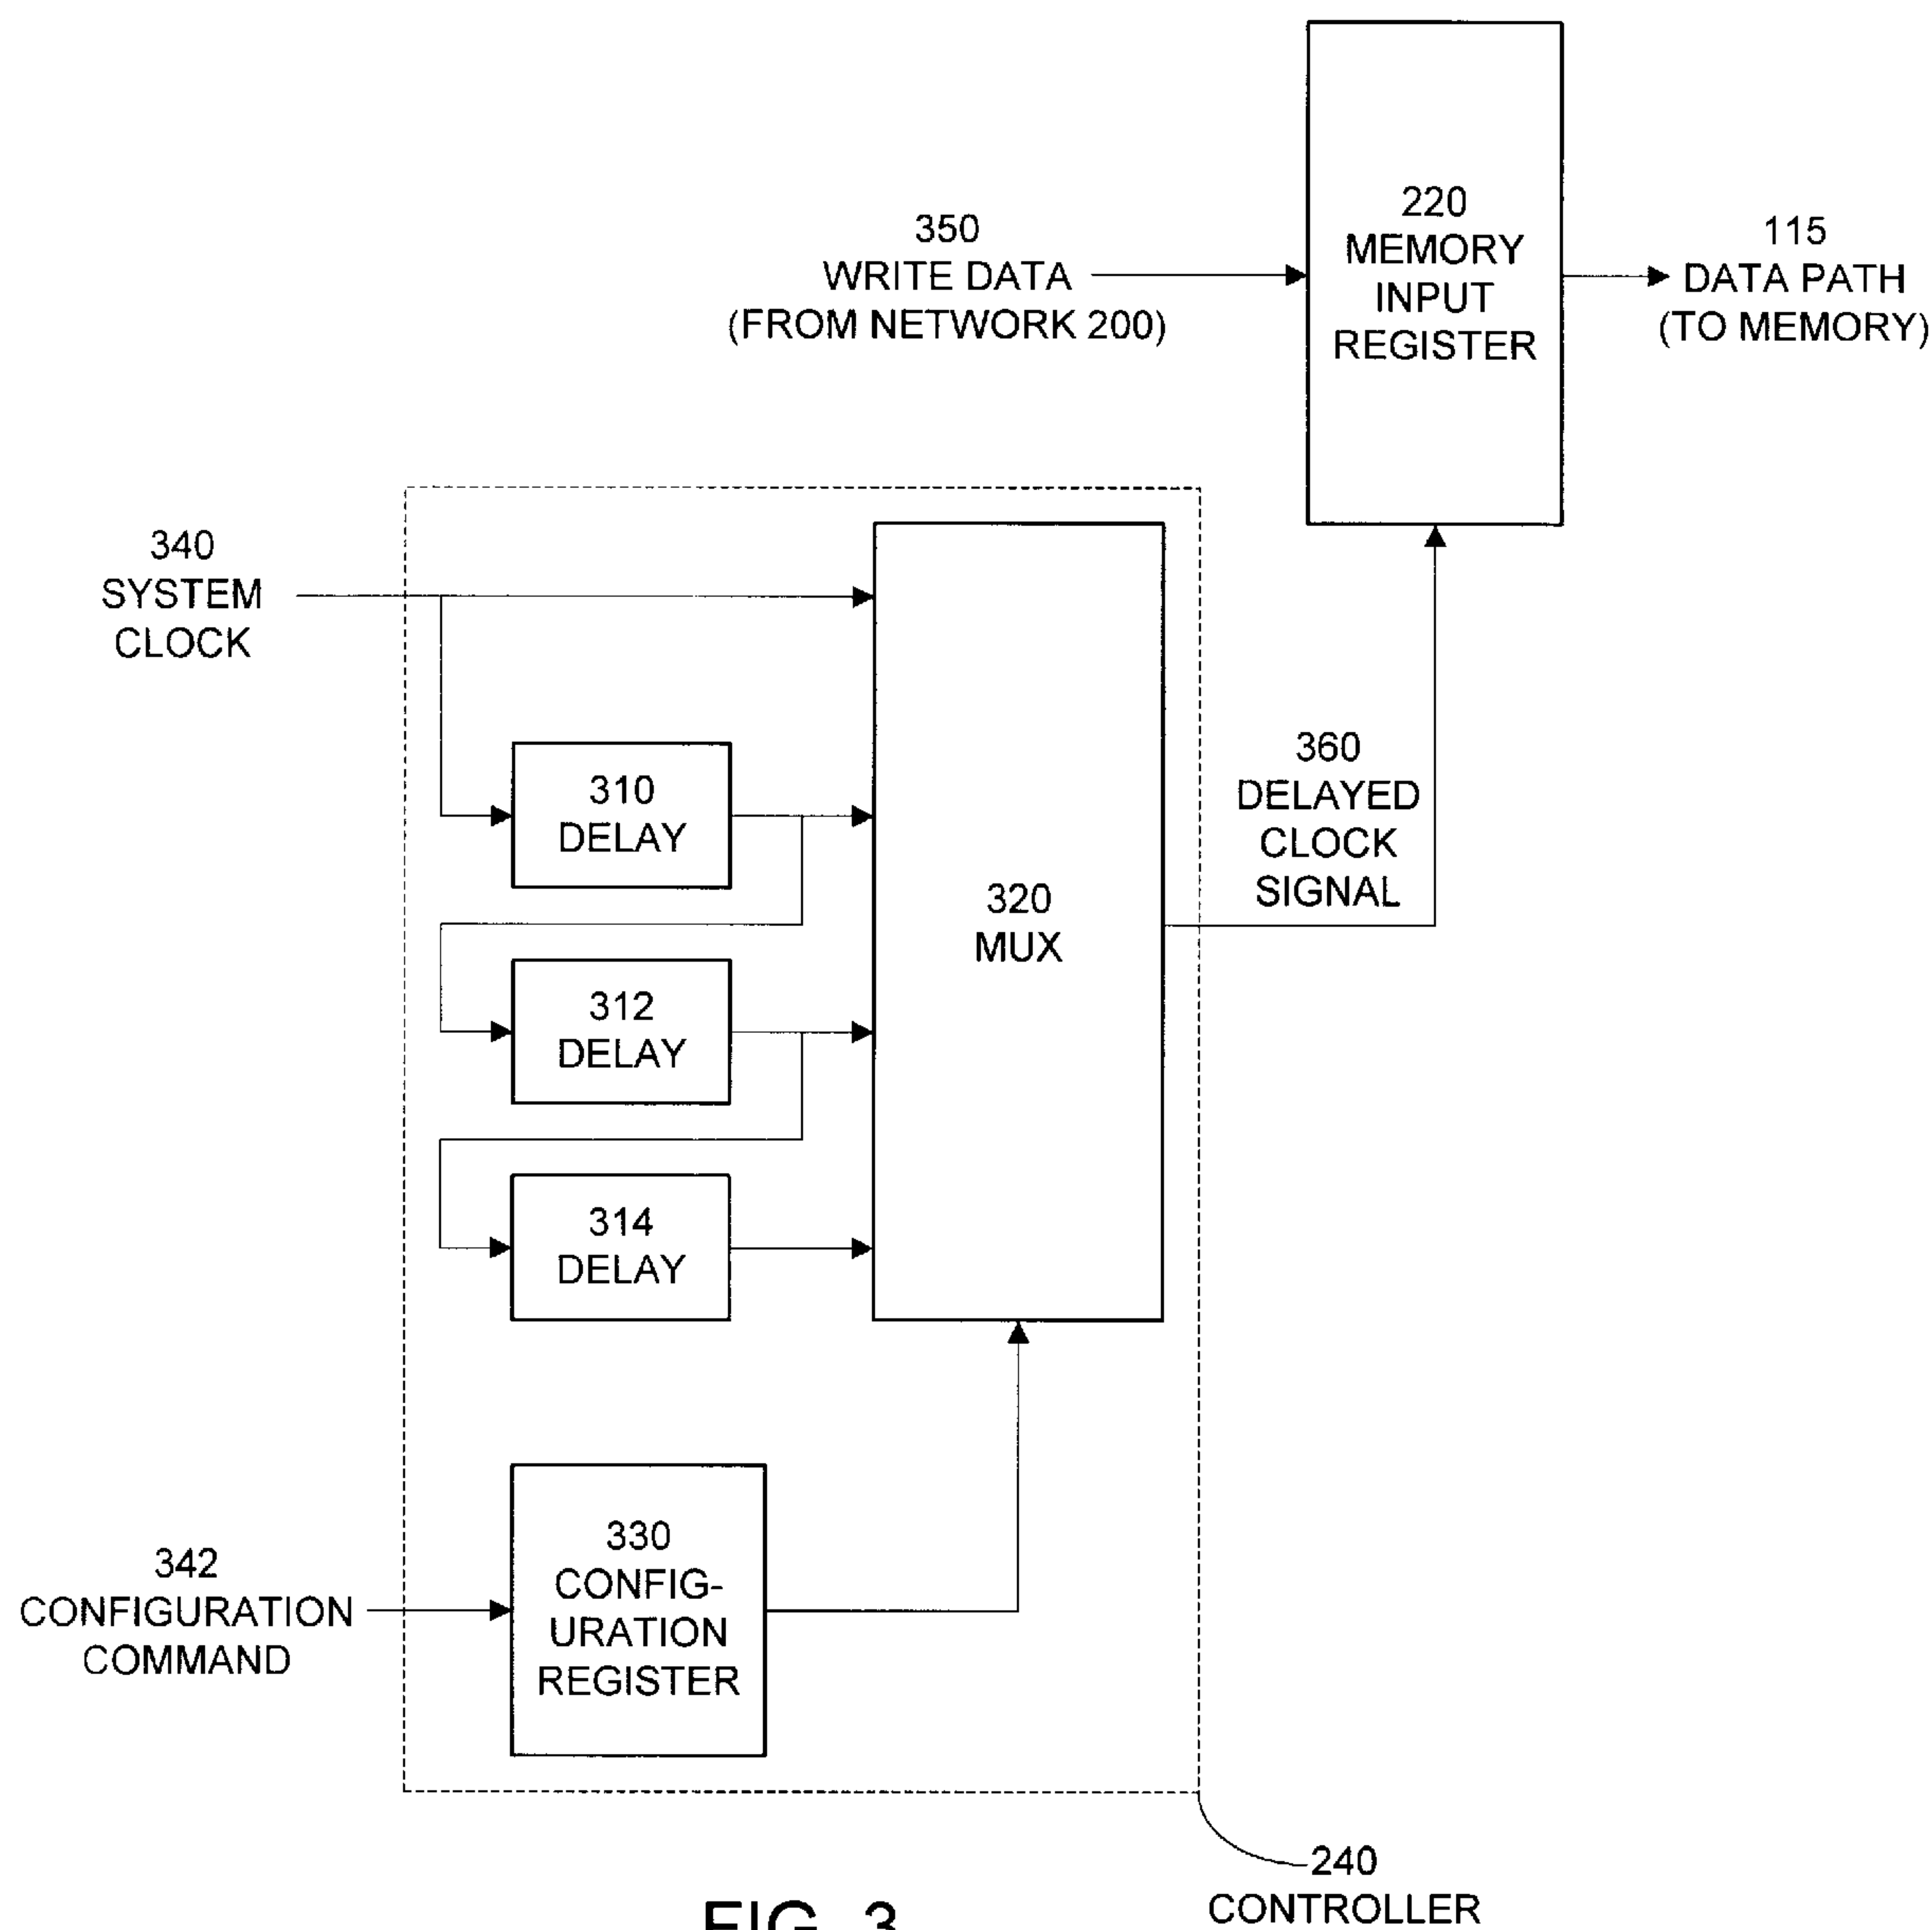 220
MEMORY
INPUT
REGISTER
350
WRITE DATA
(FROM NETWORK 200)
115
DATA PATH
(TO MEMORY)
340
SYSTEM
CLOCK
310
DELAY
312
DELAY
314
DELAY
320
MUX
360
DELAYED
CLOCK
SIGNAL
330
CONFIG-
URATION
REGISTER
342
CONFIGURATION
COMMAND
240
CONTROLLER
FIG. 3